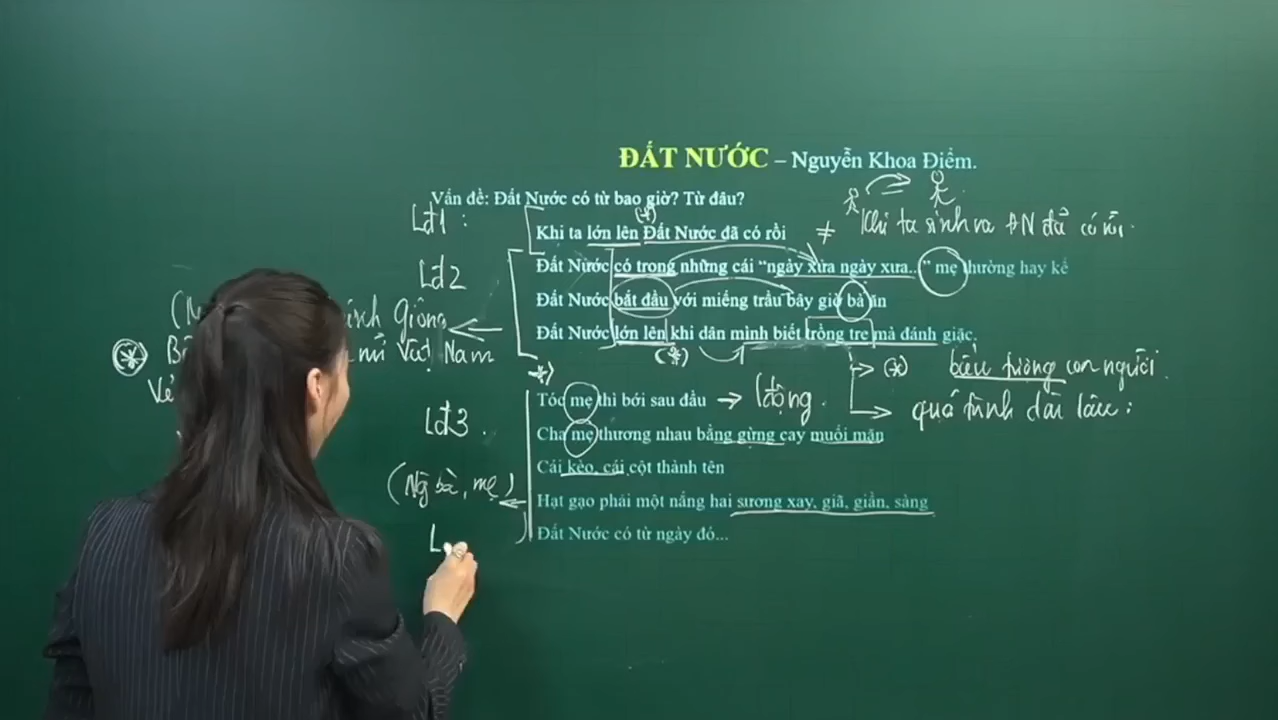 ĐẤT NƯỚC – Nguyễn Khoa Điềm.
Vấn đề: Đất Nước có từ bao giờ? Từ đâu?
Lđ1 :
(*)
Khi ta lớn lên Đất Nước đã có rồi
≠ Khi ta sinh ra ĐN đã có rồi.
Lđ2
Đất Nước có trong những cái “ngày xửa ngày xưa...” mẹ thường hay kể
Đất Nước bắt đầu với miếng trầu bây giờ bà ăn
Đất Nước lớn lên khi dân mình biết trồng tre mà đánh giặc.
Gióng
(*)
Nam
(*)
(*) biểu tượng con người.
quá trình dài lâu :
Lđ3.
Tóc mẹ thì bới sau đầu → lđộng.
Cha mẹ thương nhau bằng gừng cay muối mặn
Cái kèo, cái cột thành tên
(Ng bà, mẹ)
Hạt gạo phải một nắng hai sương xay, giã, giần, sàng
Đất Nước có từ ngày đó...
L